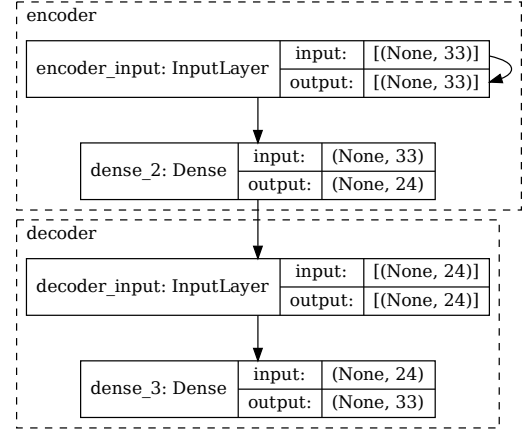 encoder
encoder_input: InputLayer
input: [(None, 33)]
output: [(None, 33)]
dense_2: Dense
input: (None, 33)
output: (None, 24)
decoder
decoder_input: InputLayer
input: [(None, 24)]
output: [(None, 24)]
dense_3: Dense
input: (None, 24)
output: (None, 33)